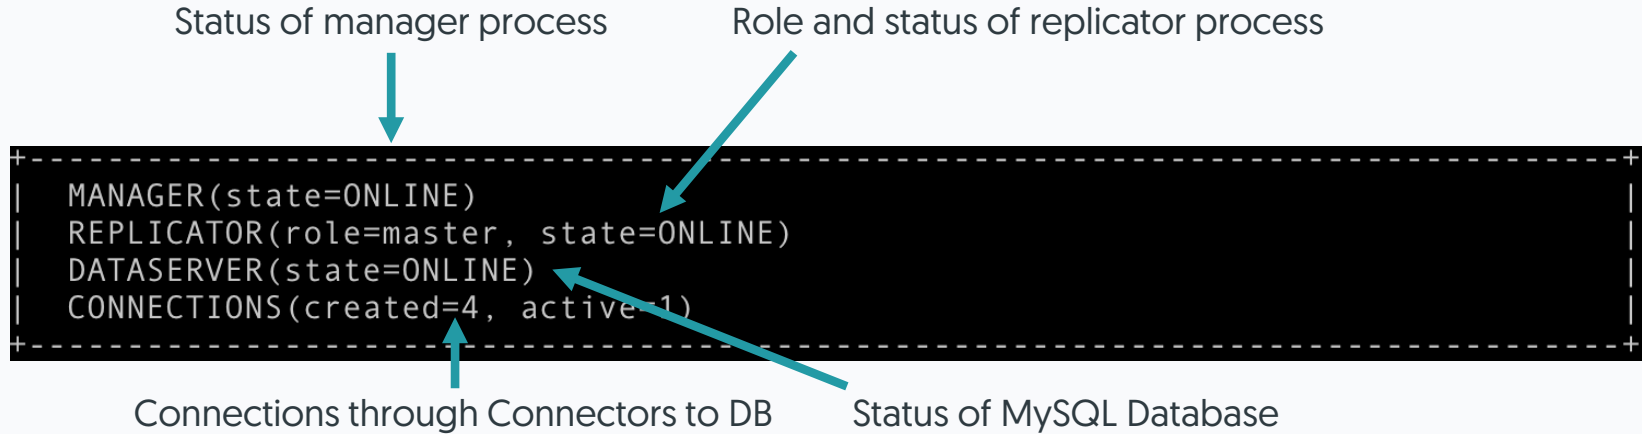 Status of manager process
Role and status of replicator process
+-----------------------------------------------------------------------------------+
| MANAGER(state=ONLINE) |
| REPLICATOR(role=master, state=ONLINE) |
| DATASERVER(state=ONLINE) |
| CONNECTIONS(created=4, active=1) |
+-----------------------------------------------------------------------------------+
Connections through Connectors to DB
Status of MySQL Database